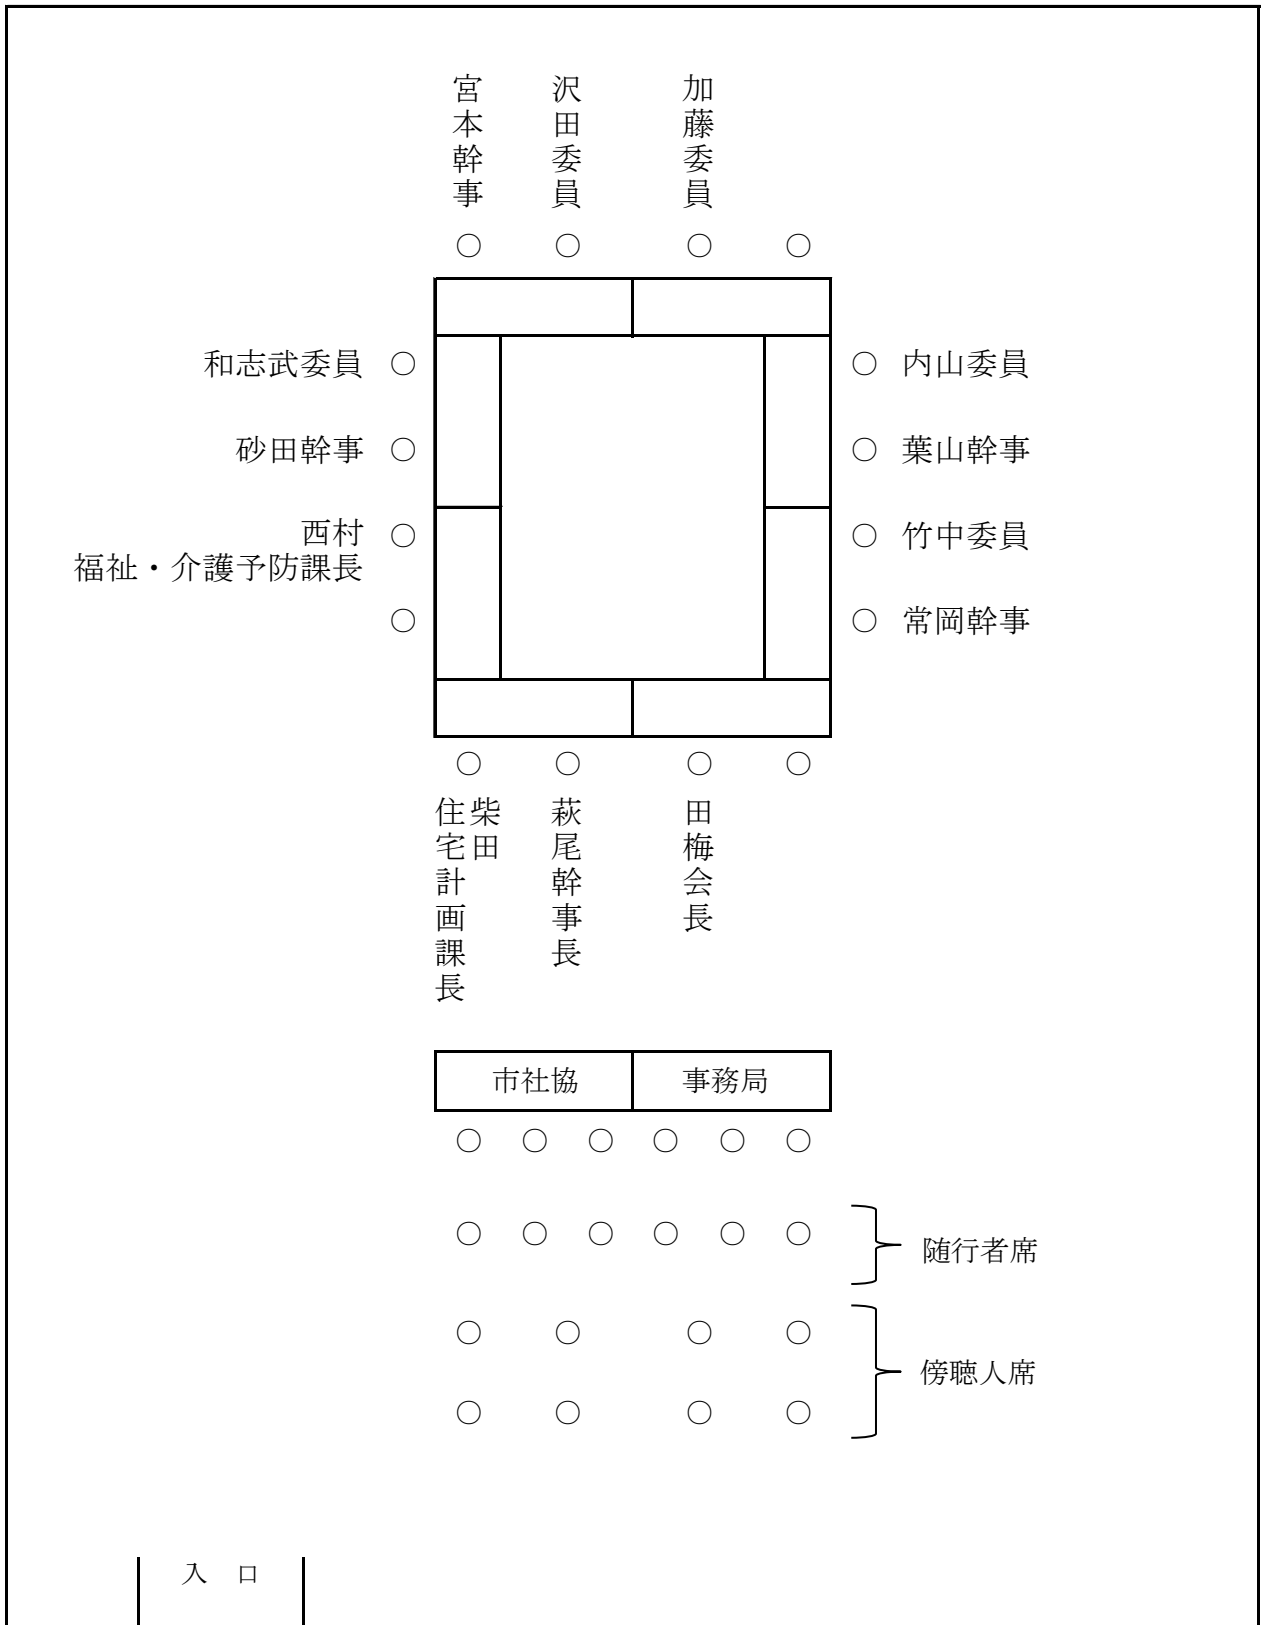 宮本幹事
沢田委員
加藤委員
○ ○ ○ ○
和志武委員 ○
○ 内山委員
砂田幹事 ○
○ 葉山幹事
西村
福祉・介護予防課長 ○
○ 竹中委員
○
○ 常岡幹事
○ ○ ○ ○
柴田
住宅計画課長
萩尾幹事長
田梅会長
市社協
事務局
○ ○ ○ ○ ○ ○
○ ○ ○ ○ ○ ○
随行者席
○ ○ ○ ○
傍聴人席
○ ○ ○ ○
入 口